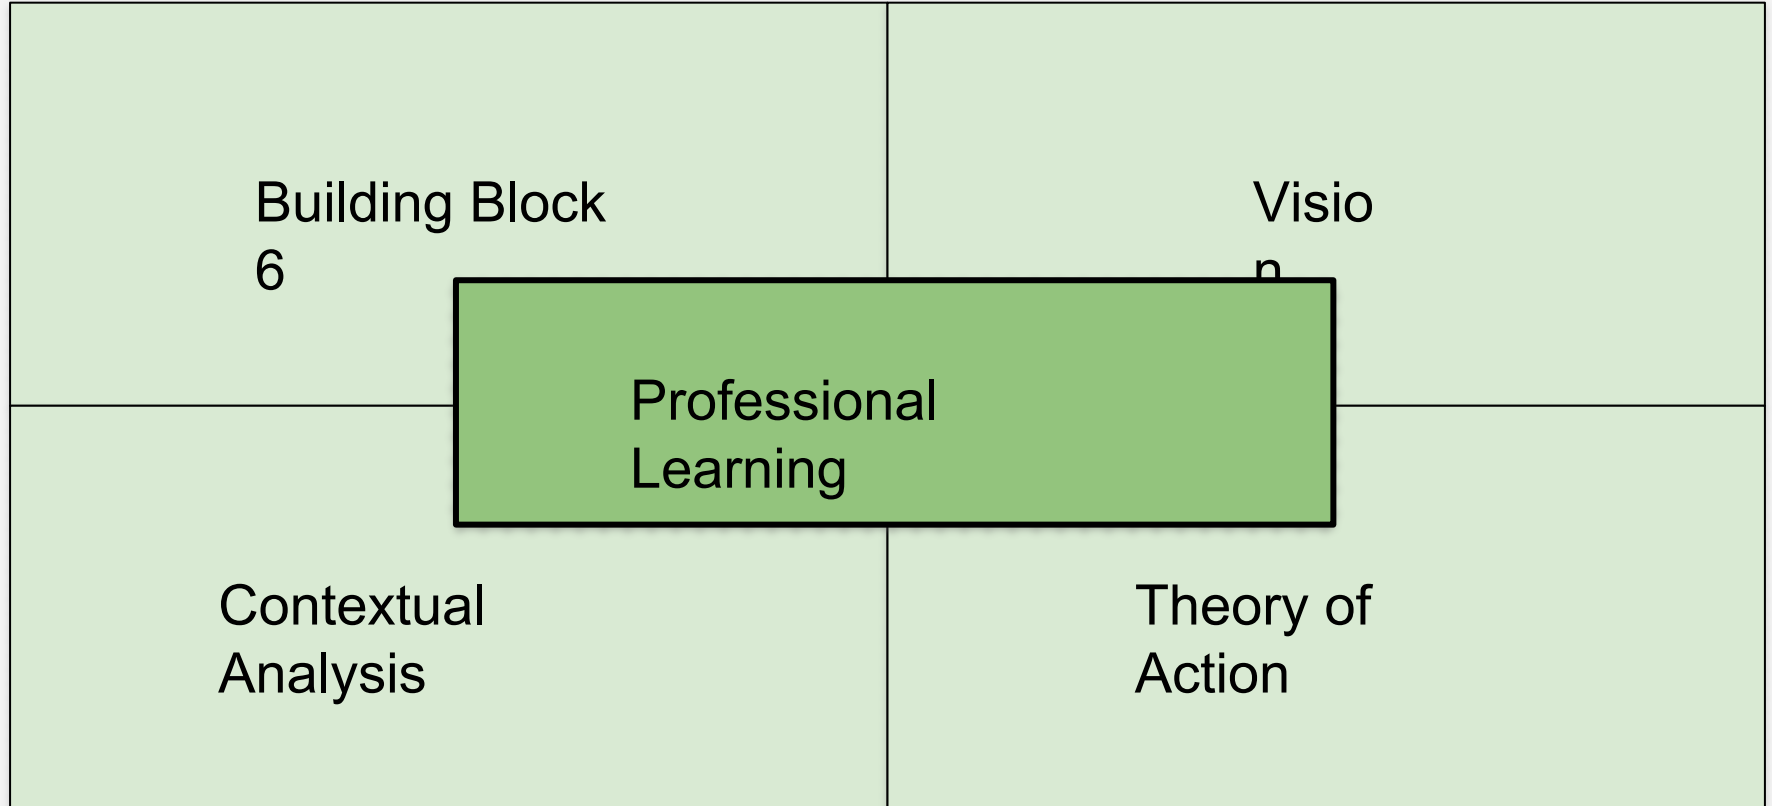 Building Block
6
Visio
n
Professional
Learning
Contextual
Analysis
Theory of
Action